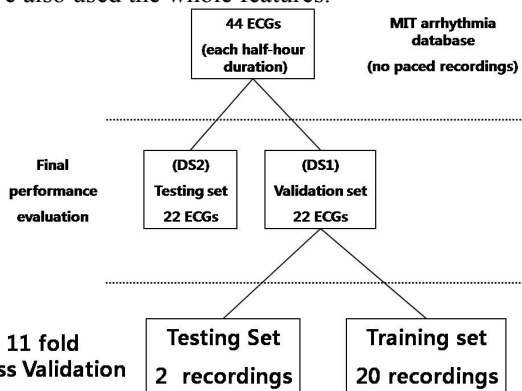 also used the whole features.
44 ECGs
(each half-hour
duration)
MIT arrhythmia
database
(no paced recordings)
Final
performance
evaluation
(DS2)
Testing set
22 ECGs
(DS1)
Validation set
22 ECGs
11 fold
Validation
Testing Set
2 recordings
Training set
20 recordings